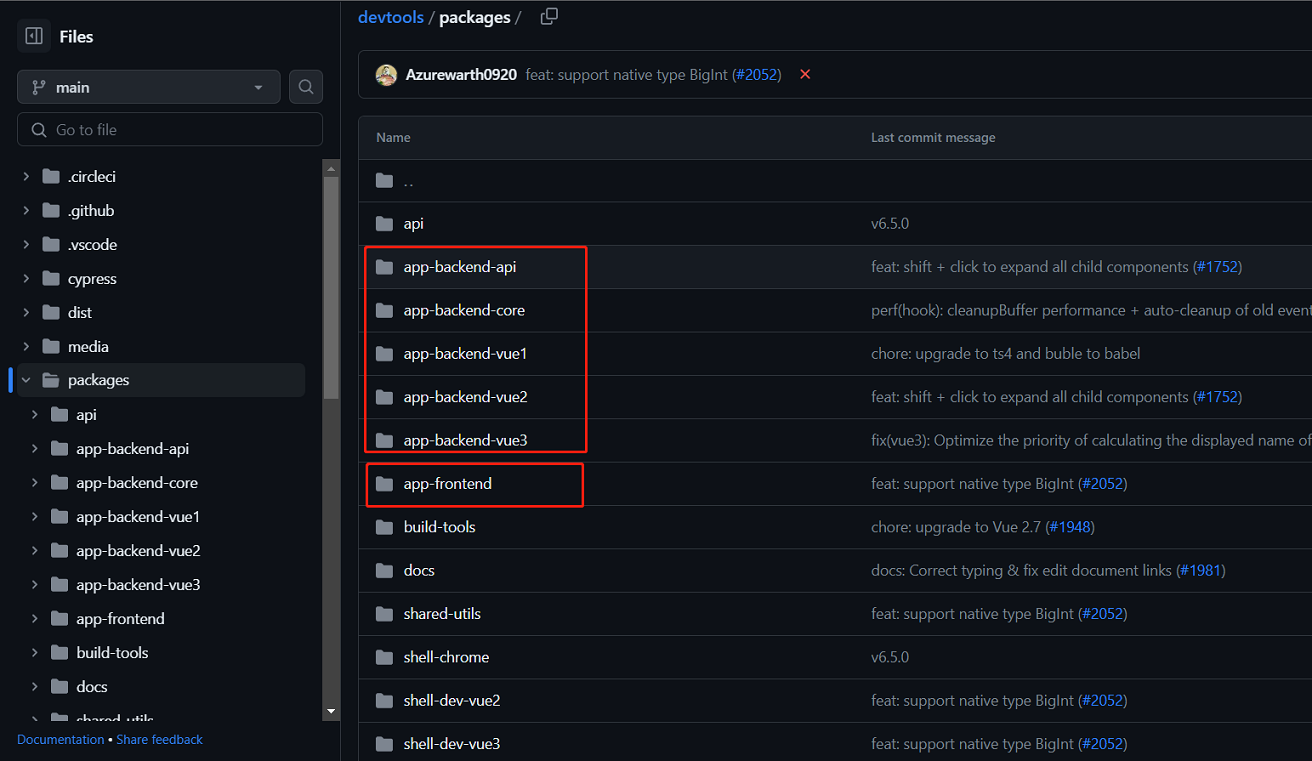 Files
main
Go to file
.circleci
.github
.vscode
cypress
dist
media
packages
api
app-backend-api
app-backend-core
app-backend-vue1
app-backend-vue2
app-backend-vue3
app-frontend
build-tools
docs
shared-utils
Documentation • Share feedback
devtools / packages /
Azurewarth0920 feat: support native type BigInt (#2052)
Name Last commit message
..
api v6.5.0
app-backend-api feat: shift + click to expand all child components (#1752)
app-backend-core perf(hook): cleanupBuffer performance + auto-cleanup of old event
app-backend-vue1 chore: upgrade to ts4 and buble to babel
app-backend-vue2 feat: shift + click to expand all child components (#1752)
app-backend-vue3 fix(vue3): Optimize the priority of calculating the displayed name of
app-frontend feat: support native type BigInt (#2052)
build-tools chore: upgrade to Vue 2.7 (#1948)
docs docs: Correct typing & fix edit document links (#1981)
shared-utils feat: support native type BigInt (#2052)
shell-chrome v6.5.0
shell-dev-vue2 feat: support native type BigInt (#2052)
shell-dev-vue3 feat: support native type BigInt (#2052)